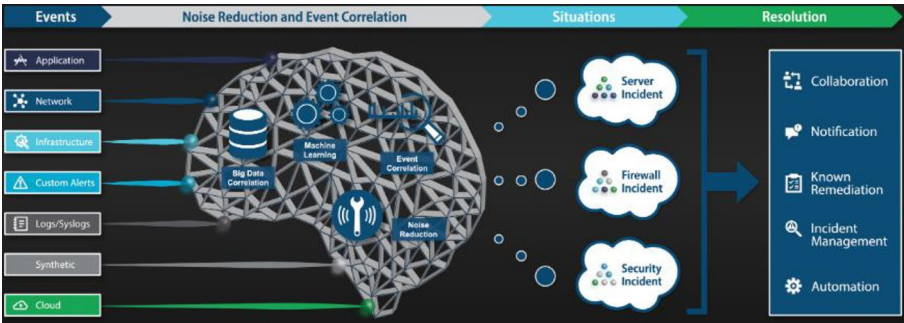 Events
Noise Reduction and Event Correlation
Situations
Resolution
Application
Network
Infrastructure
Custom Alerts
Logs/Syslogs
Synthetic
Cloud
Big Data
Correlation
Machine
Learning
Event
Correlation
Noise
Reduction
Server
Incident
Firewall
Incident
Security
Incident
Collaboration
Notification
Known
Remediation
Incident
Management
Automation